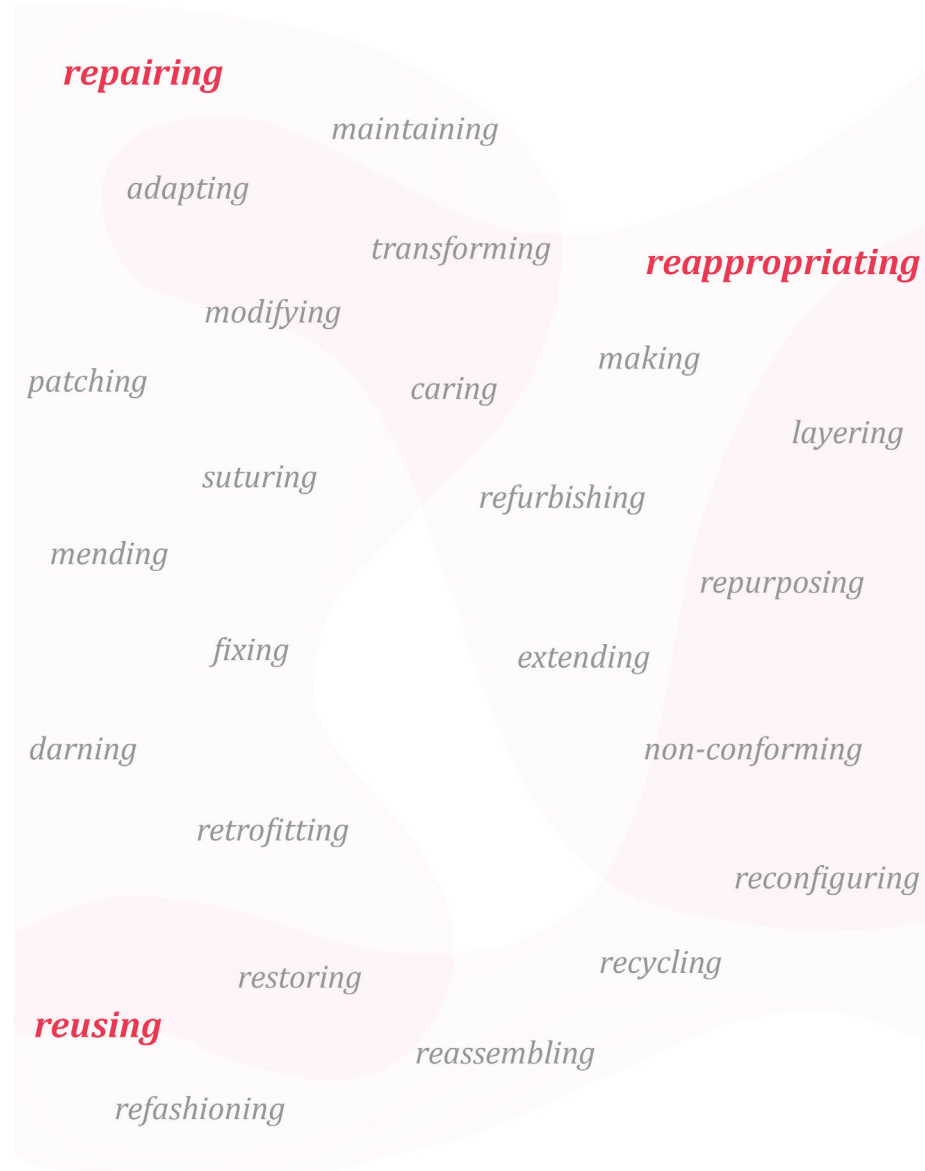 repairing
maintaining
adapting
transforming
reappropriating
modifying
making
patching
caring
layering
suturing
refurbishing
mending
repurposing
fixing
extending
darning
non-conforming
retrofitting
reconfiguring
recycling
restoring
reusing
reassembling
refashioning